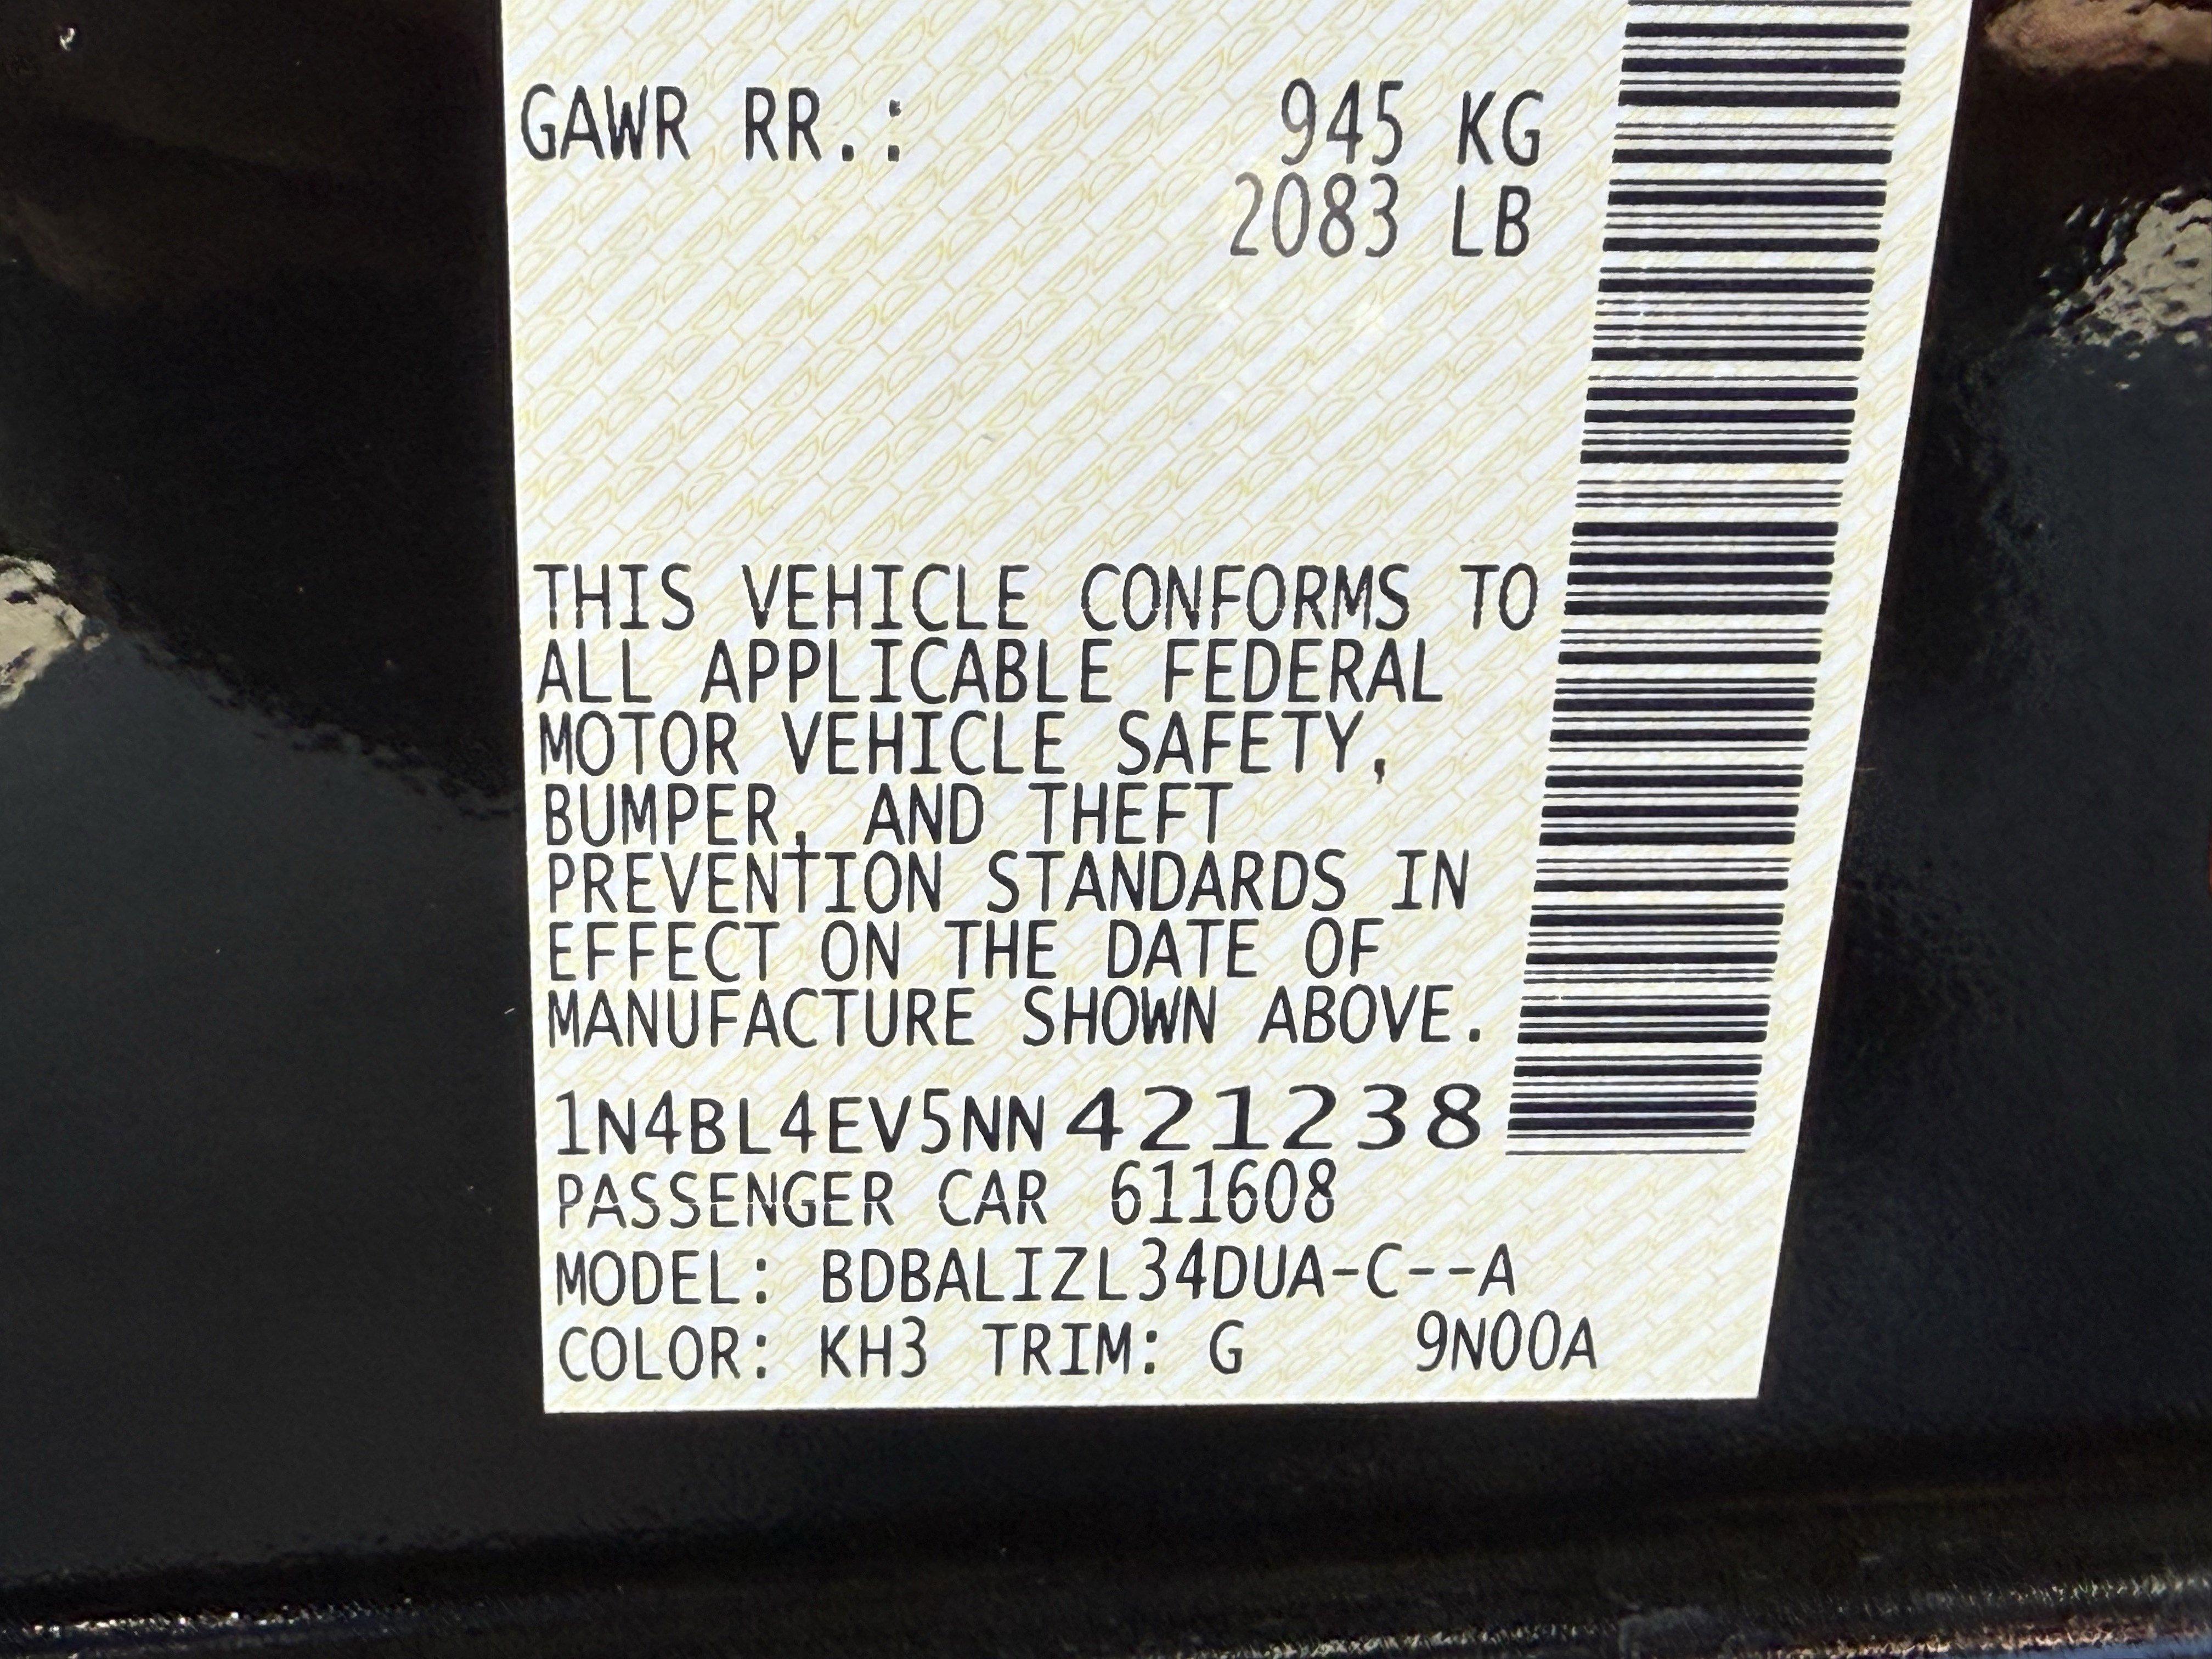 GAWR RR.: 945 KG
2083 LB
THIS VEHICLE CONFORMS TO
ALL APPLICABLE FEDERAL
MOTOR VEHICLE SAFETY,
BUMPER, AND THEFT
PREVENTION STANDARDS IN
EFFECT ON THE DATE OF
MANUFACTURE SHOWN ABOVE.
1N4BL4EV5NN421238
PASSENGER CAR 611608
MODEL: BDBALIZL34DUA-C--A
COLOR: KH3 TRIM: G 9N00A